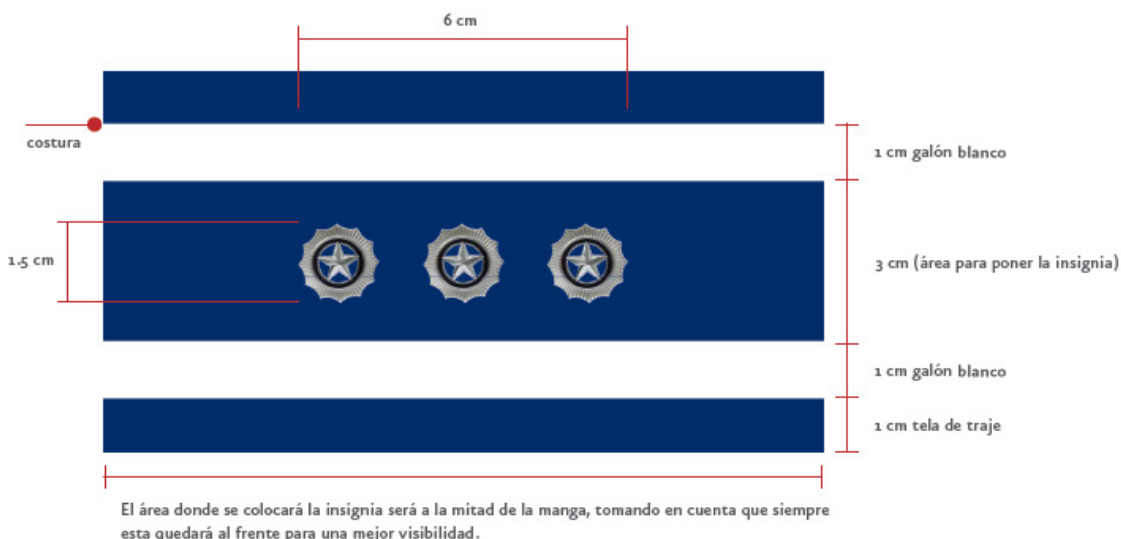 6 cm
costura
1 cm galón blanco
1.5 cm
3 cm (área para poner la insignia)
1 cm galón blanco
1 cm tela de traje
El área donde se colocará la insignia será a la mitad de la manga, tomando en cuenta que siempre
esta quedará al frente para una mejor visibilidad.